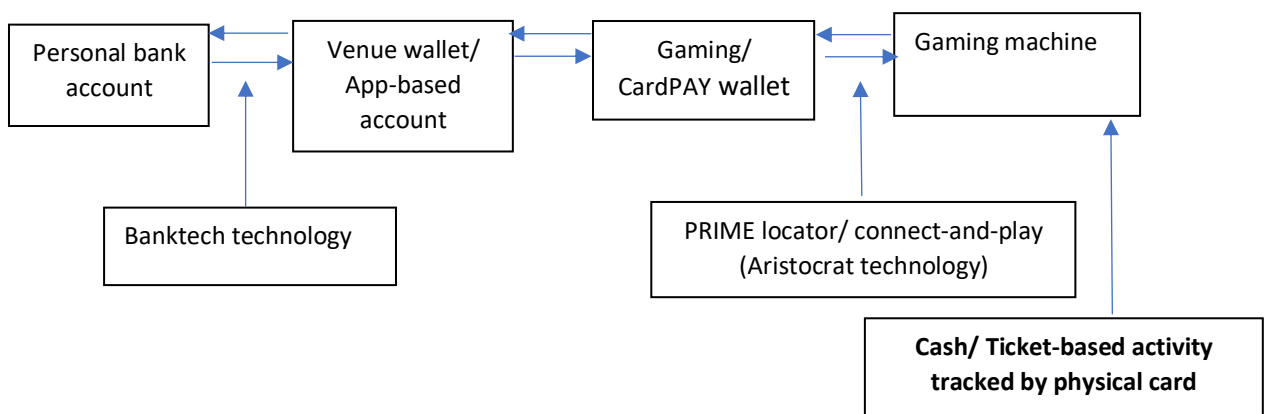 Personal bank
account
Venue wallet/
App-based
account
Gaming/
CardPAY wallet
Gaming machine
Banktech technology
PRIME locator/ connect-and-play
(Aristocrat technology)
Cash/ Ticket-based activity
tracked by physical card